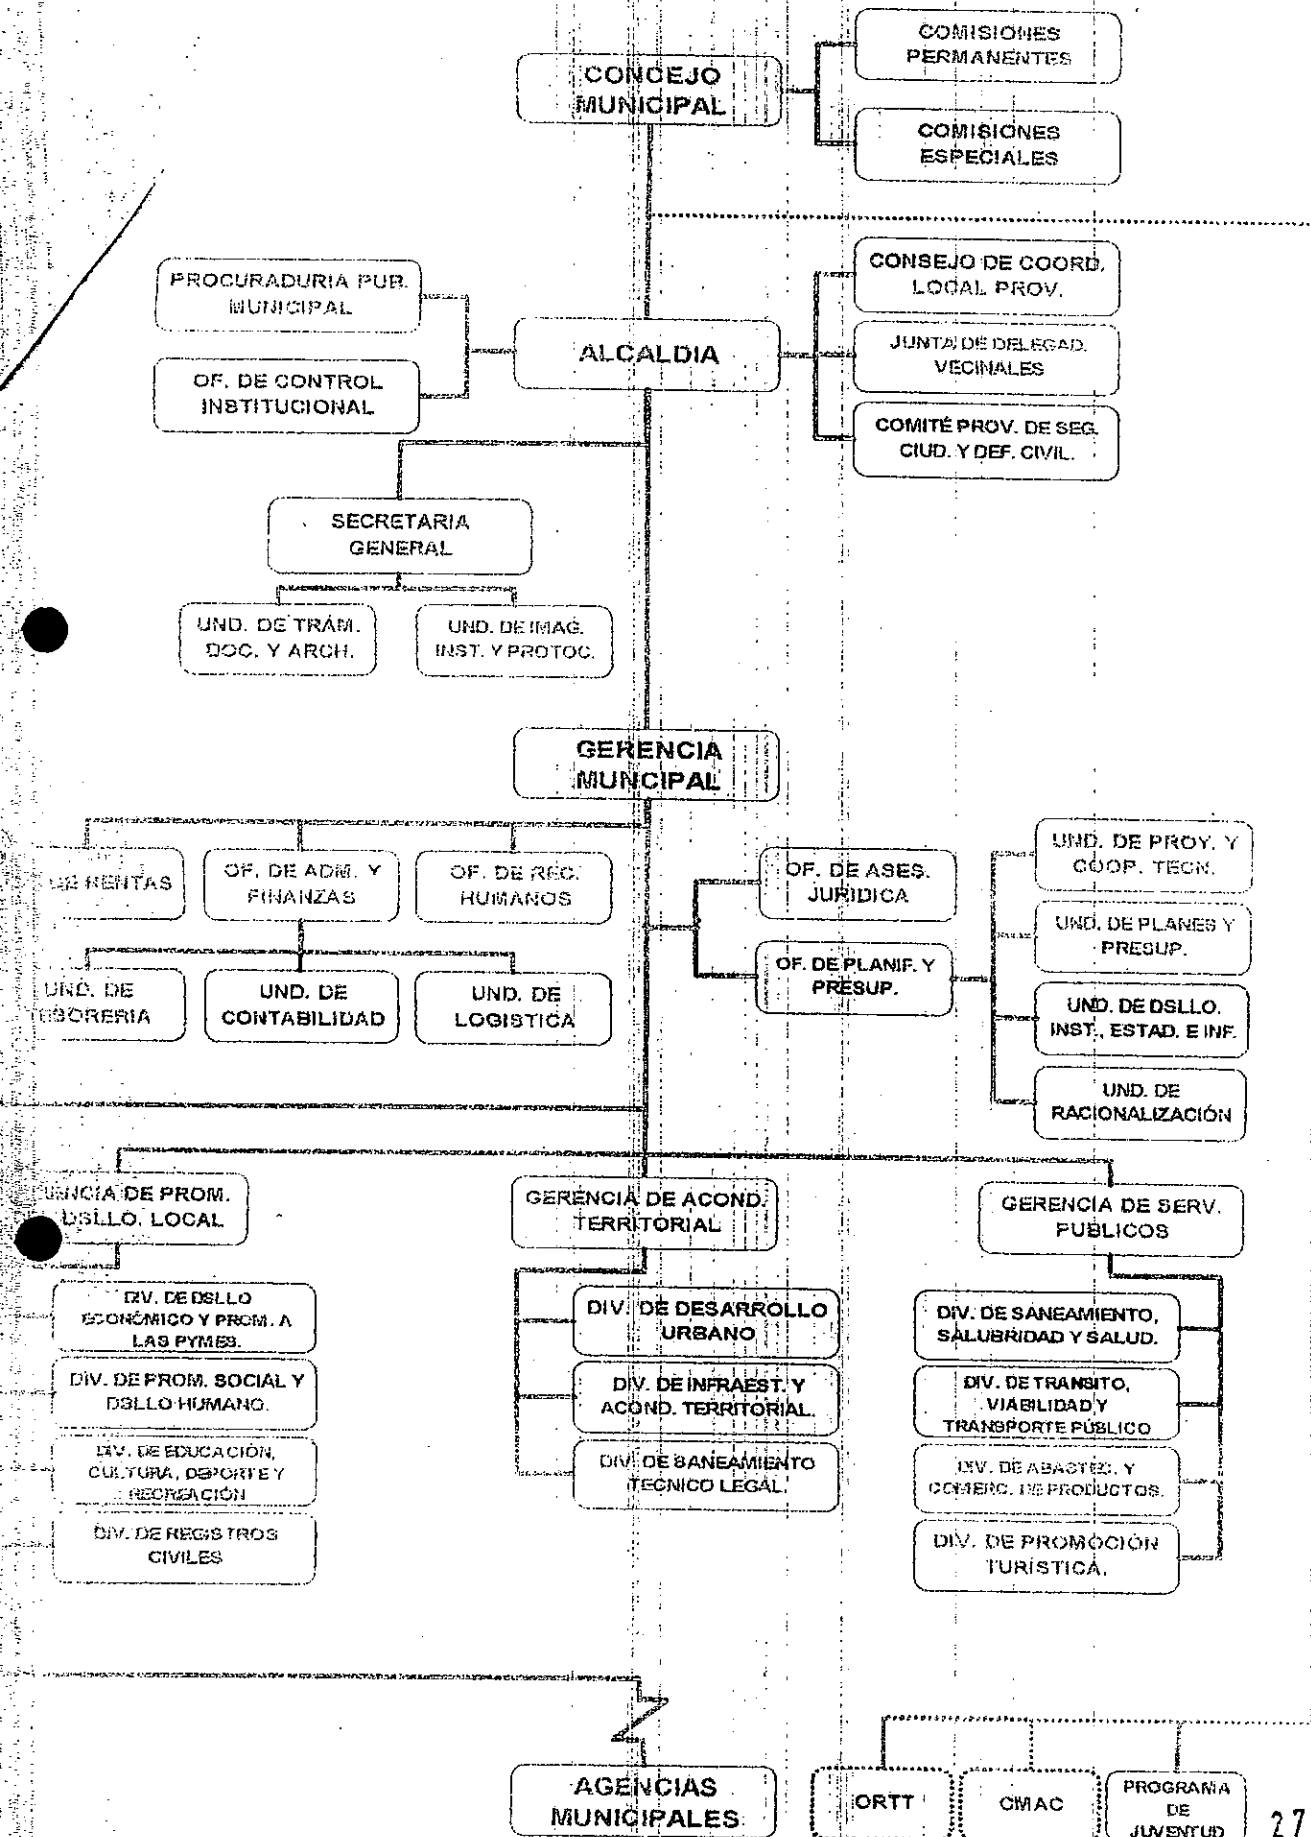 COMISIONES
PERMANENTES
CONCEJO
MUNICIPAL
COMISIONES
ESPECIALES
PROCURADURIA PUB.
MUNICIPAL
CONSEJO DE COORD.
LOCAL PROV.
ALCALDIA
JUNTA DE DELEGAD.
VECINALES
OF. DE CONTROL
INSTITUCIONAL
COMITÉ PROV. DE SEG.
CIUD. Y DEF. CIVIL.
SECRETARIA
GENERAL
UND. DE TRÁM.
DOC. Y ARCH.
UND. DE IMAG.
INST. Y PROTOC.
GERENCIA
MUNCIPAL
DE RENTAS
OF. DE ADM. Y
FINANZAS
OF. DE REC.
HUMANOS
OF. DE ASES.
JURIDICA
UND. DE PROY. Y
COOP. TECN.
UND. DE PLANES Y
PRESUP.
OF. DE PLANIF. Y
PRESUP.
UND. DE
TESORERIA
UND. DE
CONTABILIDAD
UND. DE
LOGISTICA
UND. DE DSLLO.
INST., ESTAD. E INF.
UND. DE
RACIONALIZACIÓN
ENCIA DE PROM.
DSLLO. LOCAL
GERENCIA DE ACOND.
TERRITORIAL
GERENCIA DE SERV.
PUBLICOS
DIV. DE DSLLO
ECONÓMICO Y PROM. A
LAS PYMES.
DIV. DE PROM. SOCIAL Y
DSLLO HUMANO.
DIV. DE EDUCACIÓN,
CULTURA, DEPORTE Y
RECREACIÓN
DIV. DE REGISTROS
CIVILES
DIV. DE DESARROLLO
URBANO
DIV. DE INFRAEST. Y
ACOND. TERRITORIAL.
DIV. DE SANEAMIENTO
TECNICO LEGAL.
DIV. DE SANEAMIENTO,
SALUBRIDAD Y SALUD.
DIV. DE TRANSITO,
VIABILIDAD Y
TRANSPORTE PÚBLICO
DIV. DE ABASTEC. Y
COMERC. DE PRODUCTOS.
DIV. DE PROMOCIÓN
TURÍSTICA.
AGENCIAS
MUNICIPALES
ORTT
CMAC
PROGRAMA
DE
JUVENTUD
27